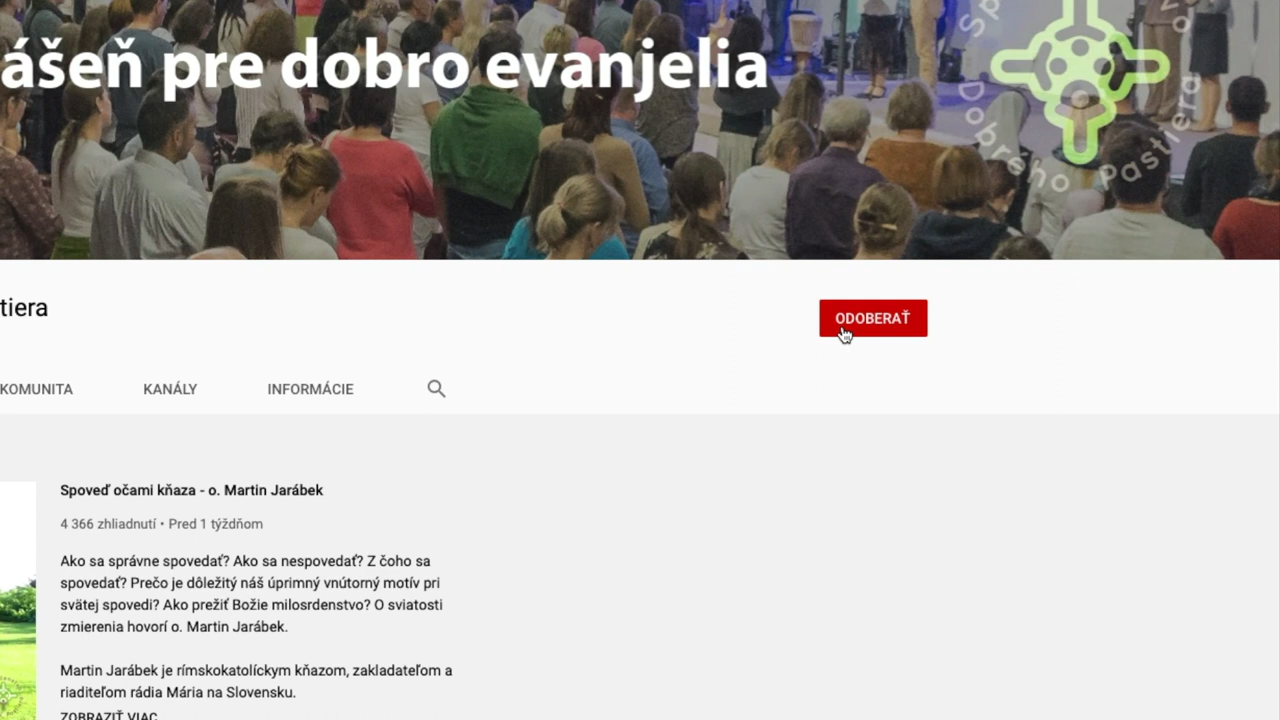 ášeň pre dobro evanjelia
Dobrého Pastiera
tiera
ODOBERAŤ
KOMUNITA
KANÁLY
INFORMÁCIE
Spoveď očami kňaza - o. Martin Jarábek
4 366 zhliadnutí • Pred 1 týždňom
Ako sa správne spovedať? Ako sa nespovedať? Z čoho sa
spovedať? Prečo je dôležitý náš úprimný vnútorný motív pri
svätej spovedi? Ako prežiť Božie milosrdenstvo? O sviatosti
zmierenia hovorí o. Martin Jarábek.
Martin Jarábek je rímskokatolíckym kňazom, zakladateľom a
riaditeľom rádia Mária na Slovensku.
ZOBRAZIŤ VIAC